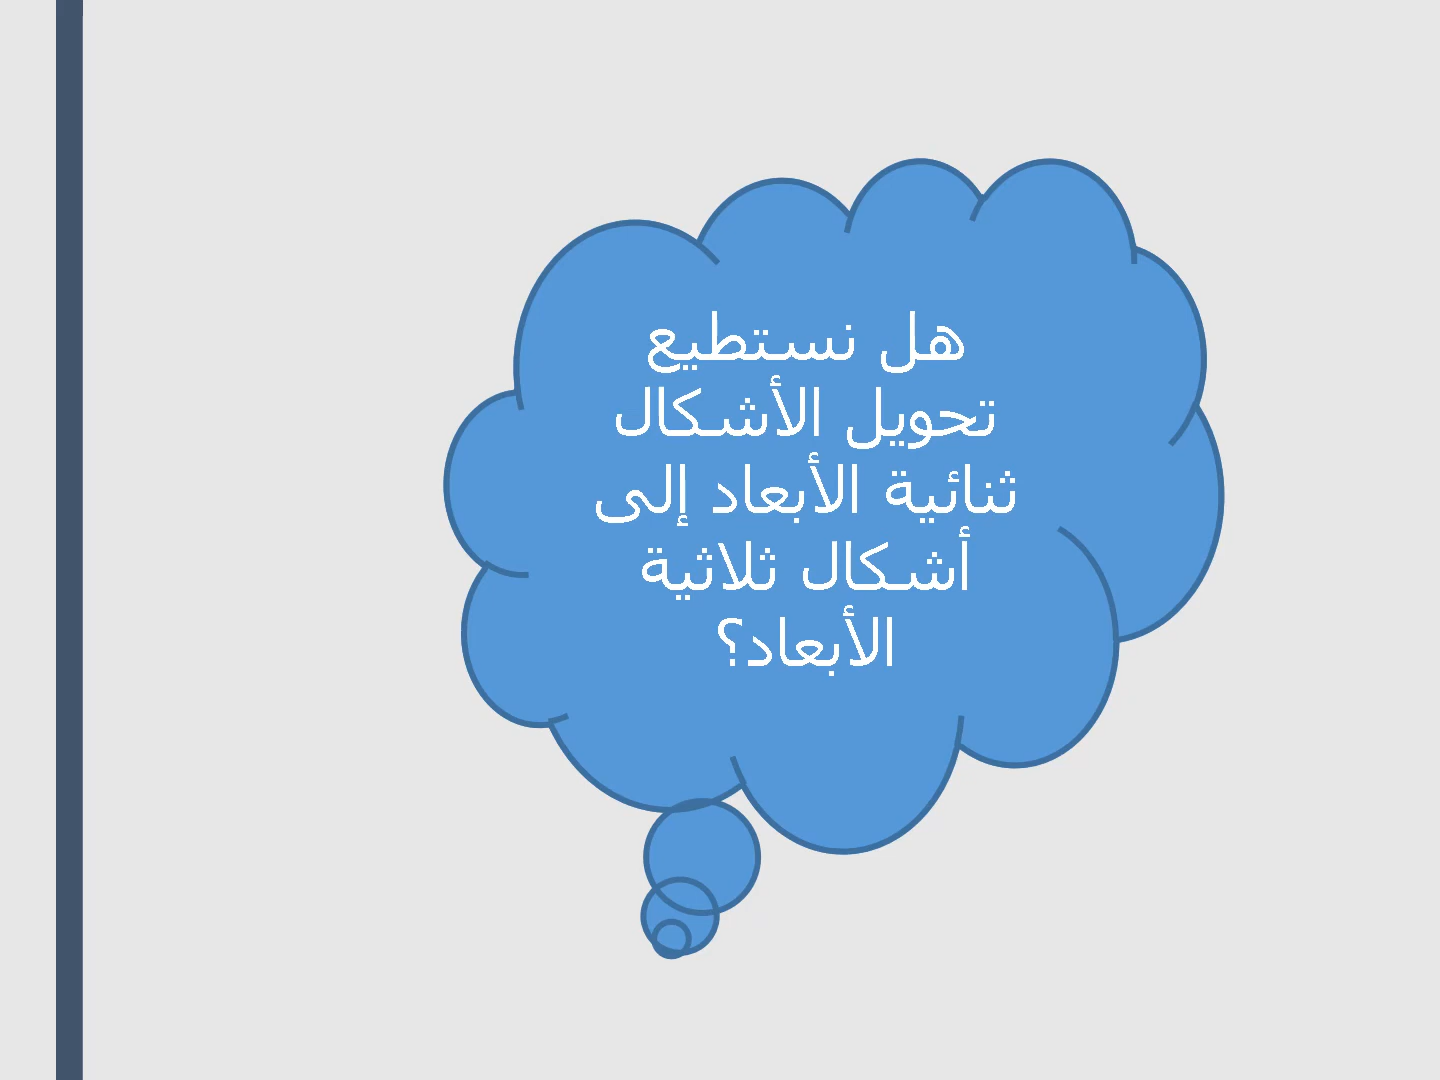 هل نستطيع
تحويل الأشكال
ثنائية الأبعاد إلى
أشكال ثلاثية
الأبعاد؟